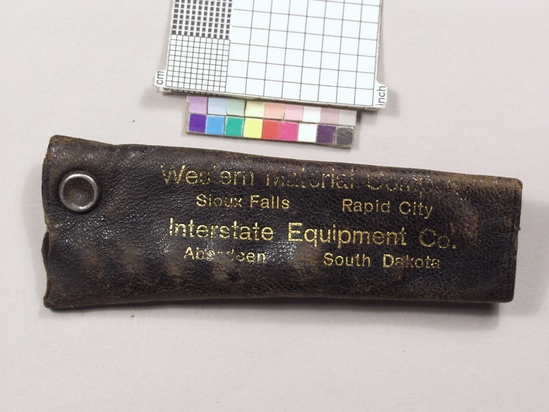 cm
inch
Western Material
Sioux Falls Rapid City
Interstate Equipment Co.
Aberdeen South Dakota